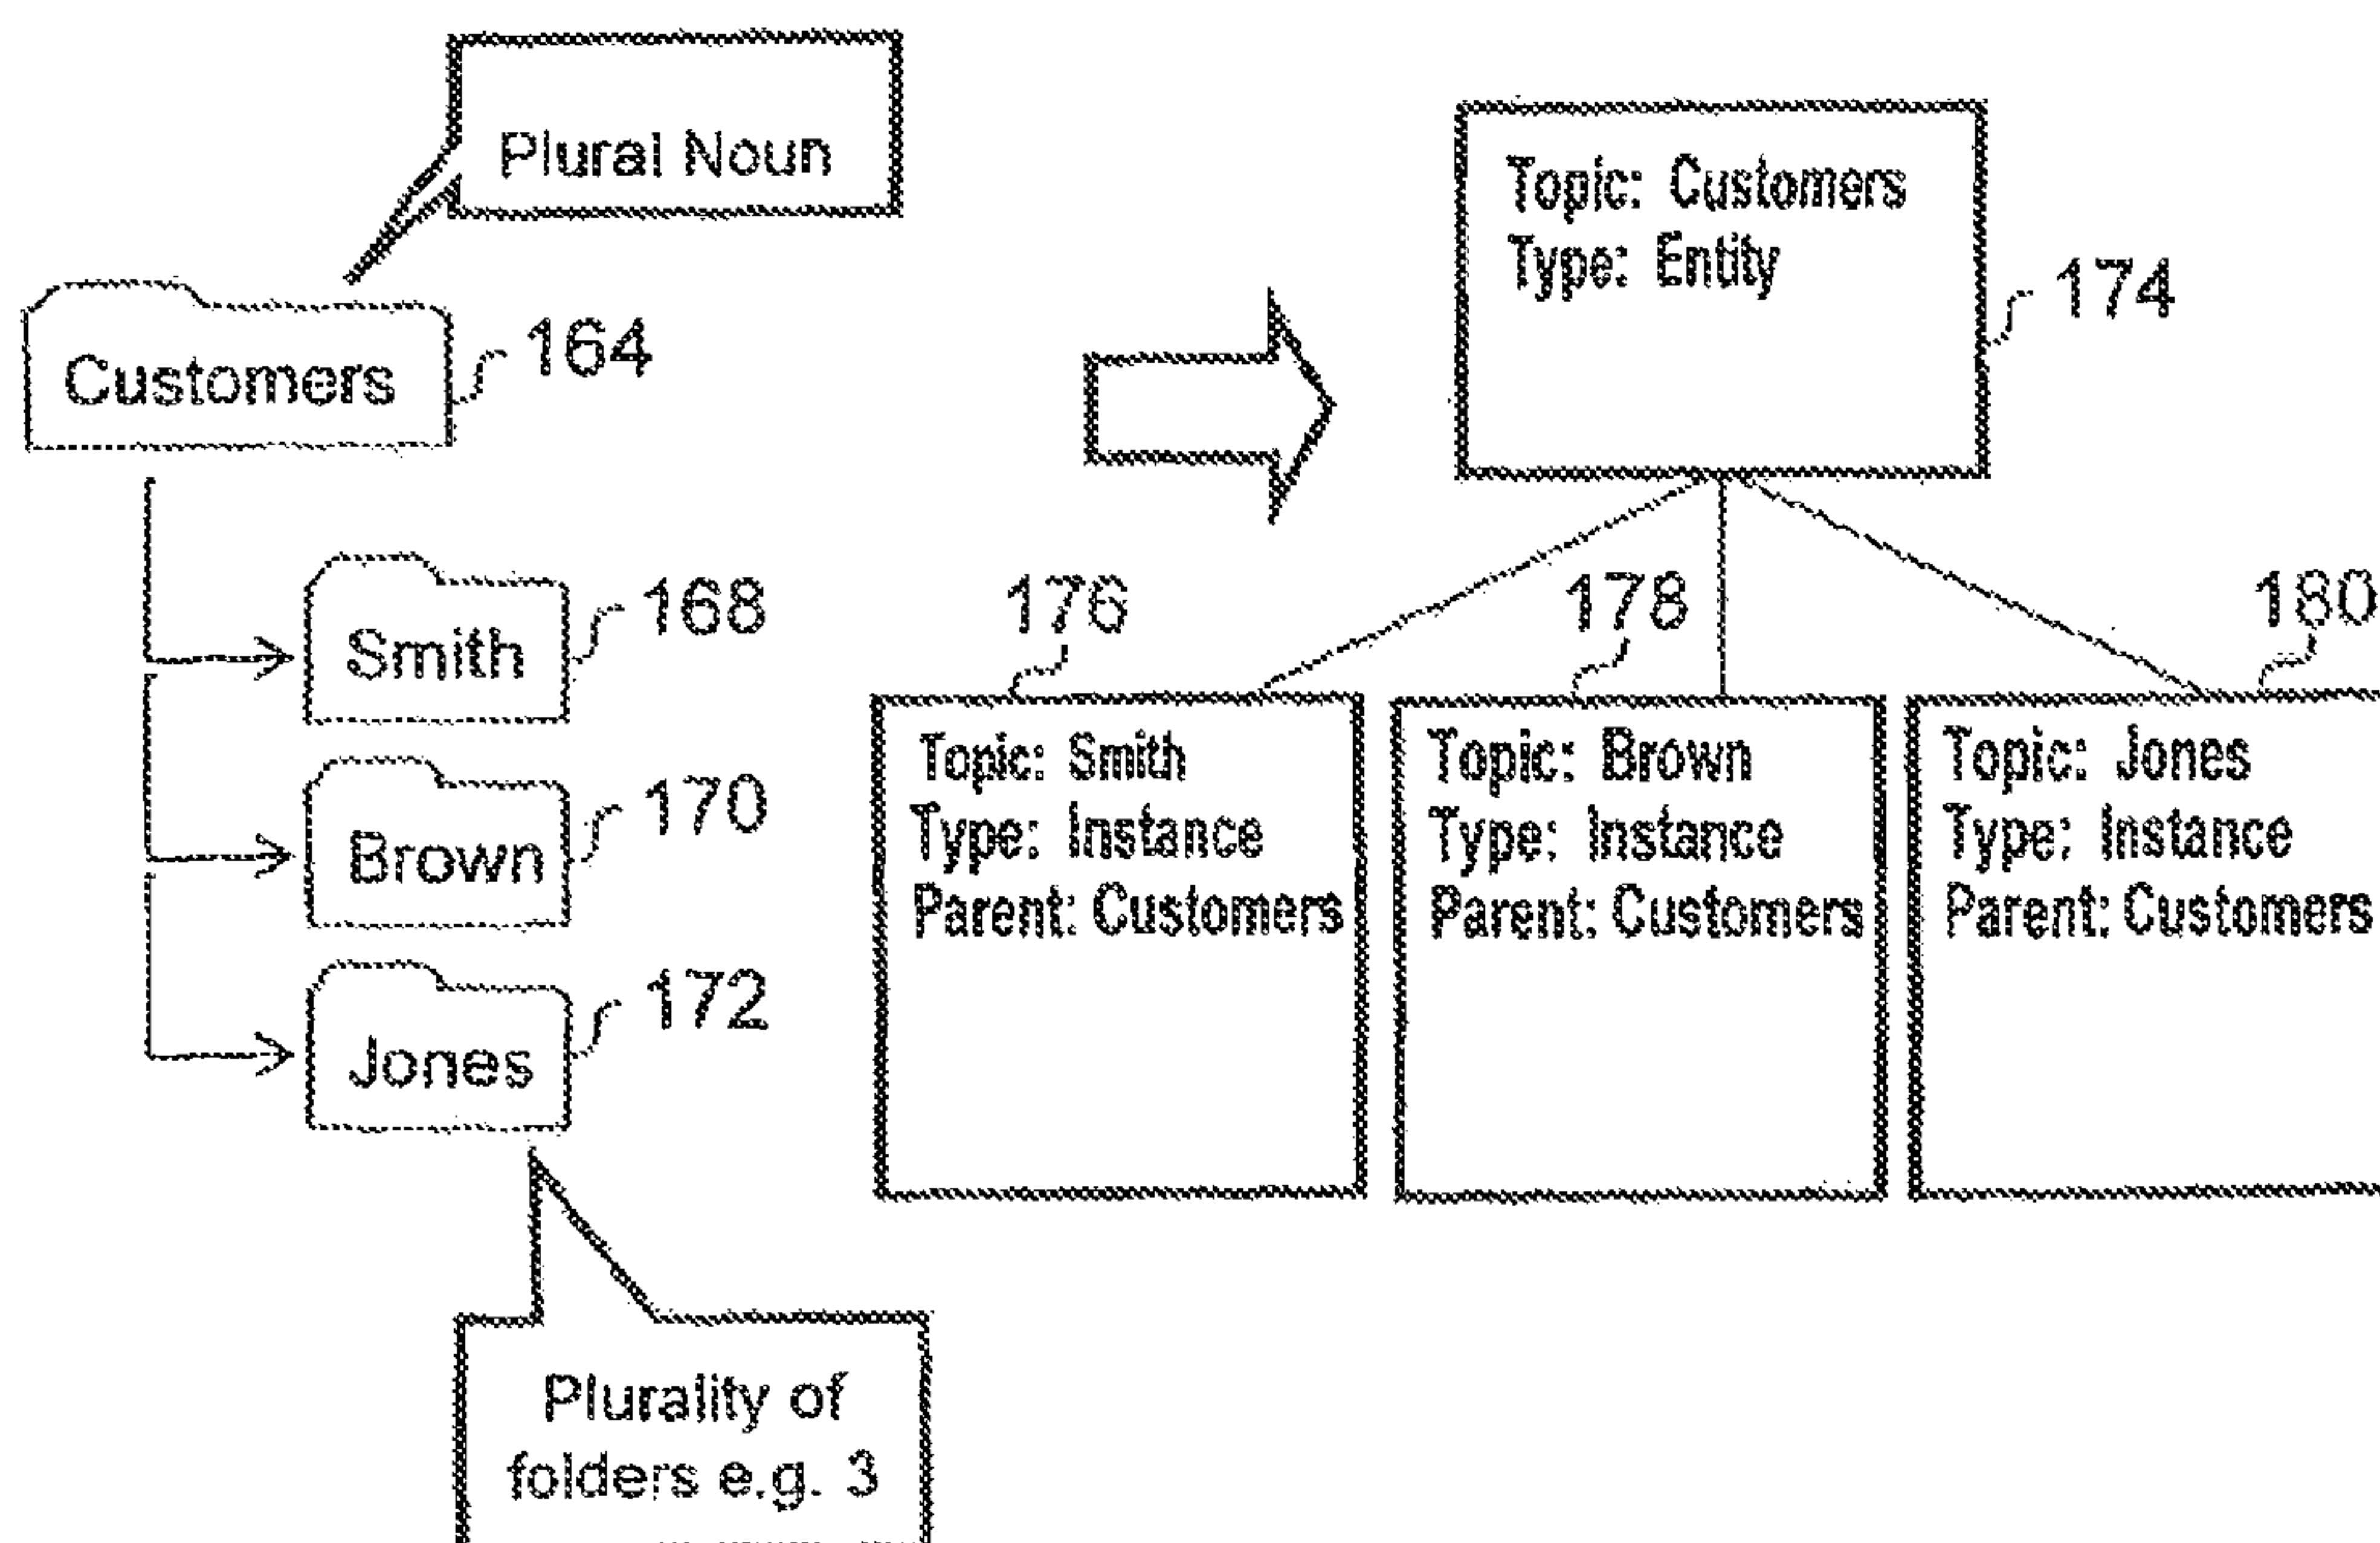 Plural Noun
Customers
164
Smith
168
Brown
170
Jones
172
Plurality of
folders e.g. 3
Topic: Customers
Type: Entity
174
176
Topic: Smith
Type: Instance
Parent: Customers
178
Topic: Brown
Type: Instance
Parent: Customers
180
Topic: Jones
Type: Instance
Parent: Customers